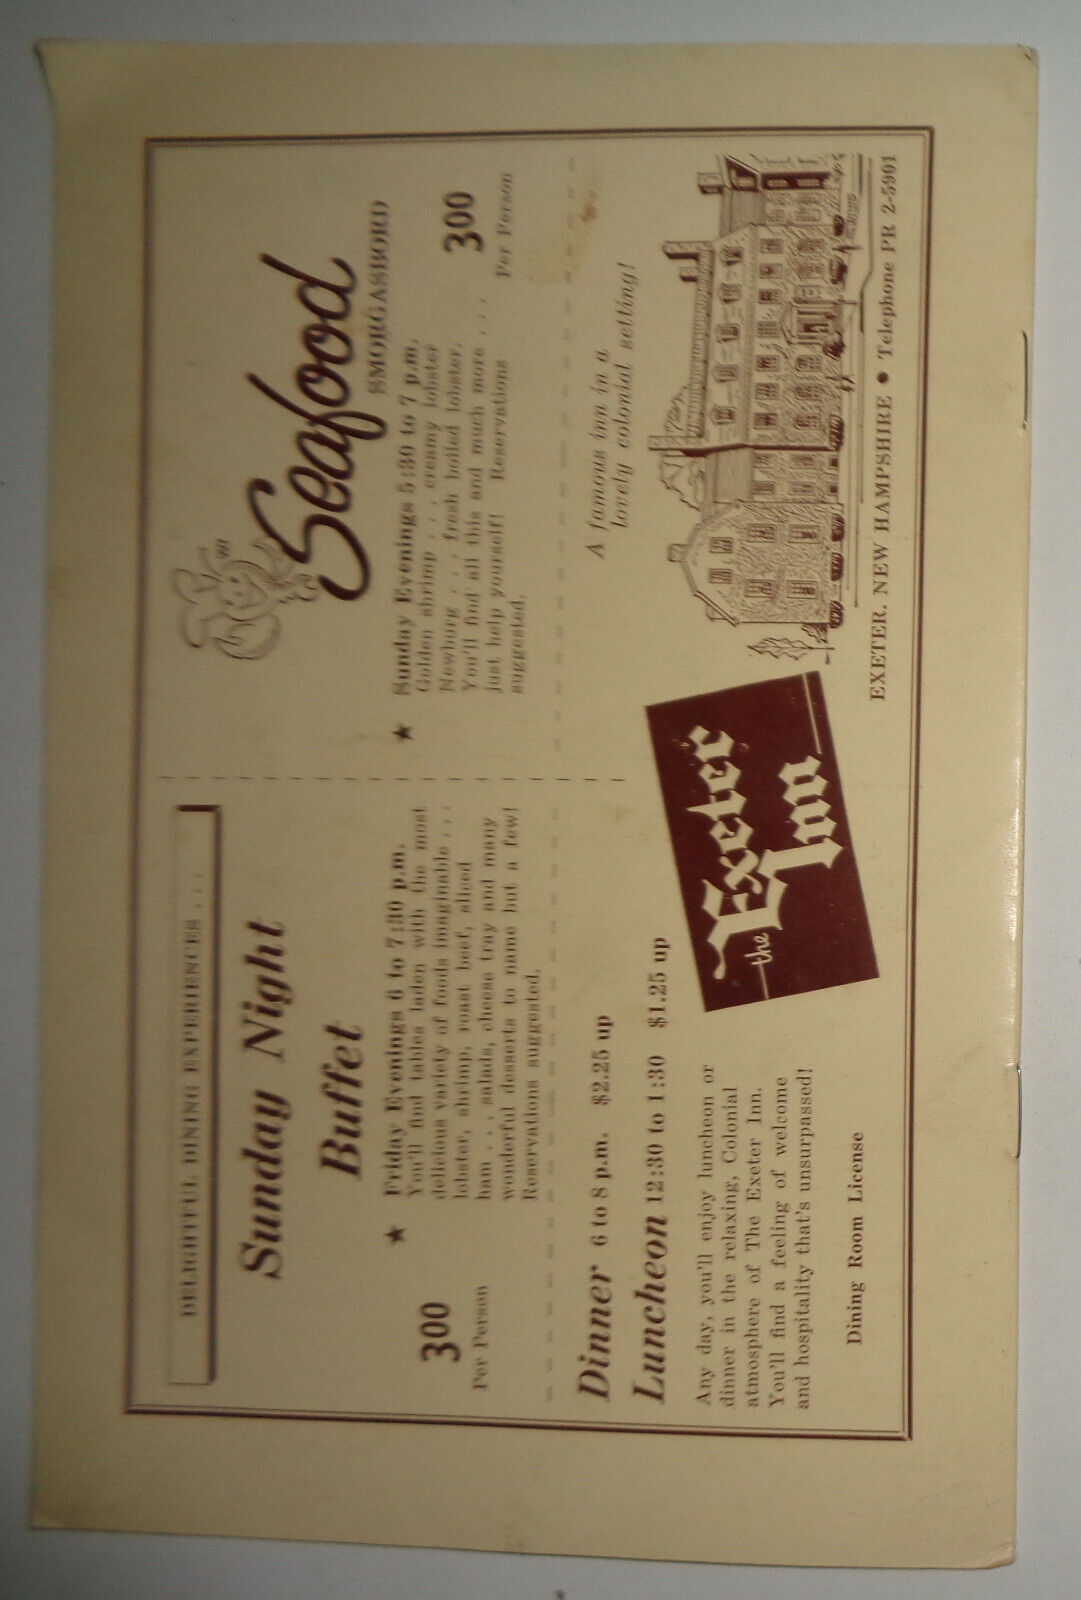 DELIGHTFUL DINING EXPERIENCES . . .
Sunday Night
Buffet
3 00
Per Person
★ Friday Evenings 6 to 7:30 p.m.
You'll find tables laden with the most
delicious variety of foods imaginable . . .
lobster, shrimp, roast beef, sliced
ham . . . salads, cheese tray and many
wonderful desserts to name but a few!
Reservations suggested.
Seafood
SMORGASBORD
★ Sunday Evenings 5:30 to 7 p.m.
Golden shrimp . . . creamy lobster
Newburg . . . fresh boiled lobster.
You'll find all this and much more . . .
just help yourself! Reservations
suggested.
3 00
Per Person
Dinner 6 to 8 p.m. $2.25 up
Luncheon 12:30 to 1:30 $1.25 up
Any day, you'll enjoy luncheon or
dinner in the relaxing, Colonial
atmosphere of The Exeter Inn.
You'll find a feeling of welcome
and hospitality that's unsurpassed!
Dining Room License
the Exeter
Inn
A famous inn in a
lovely colonial setting!
EXETER, NEW HAMPSHIRE ● Telephone PR 2-5901